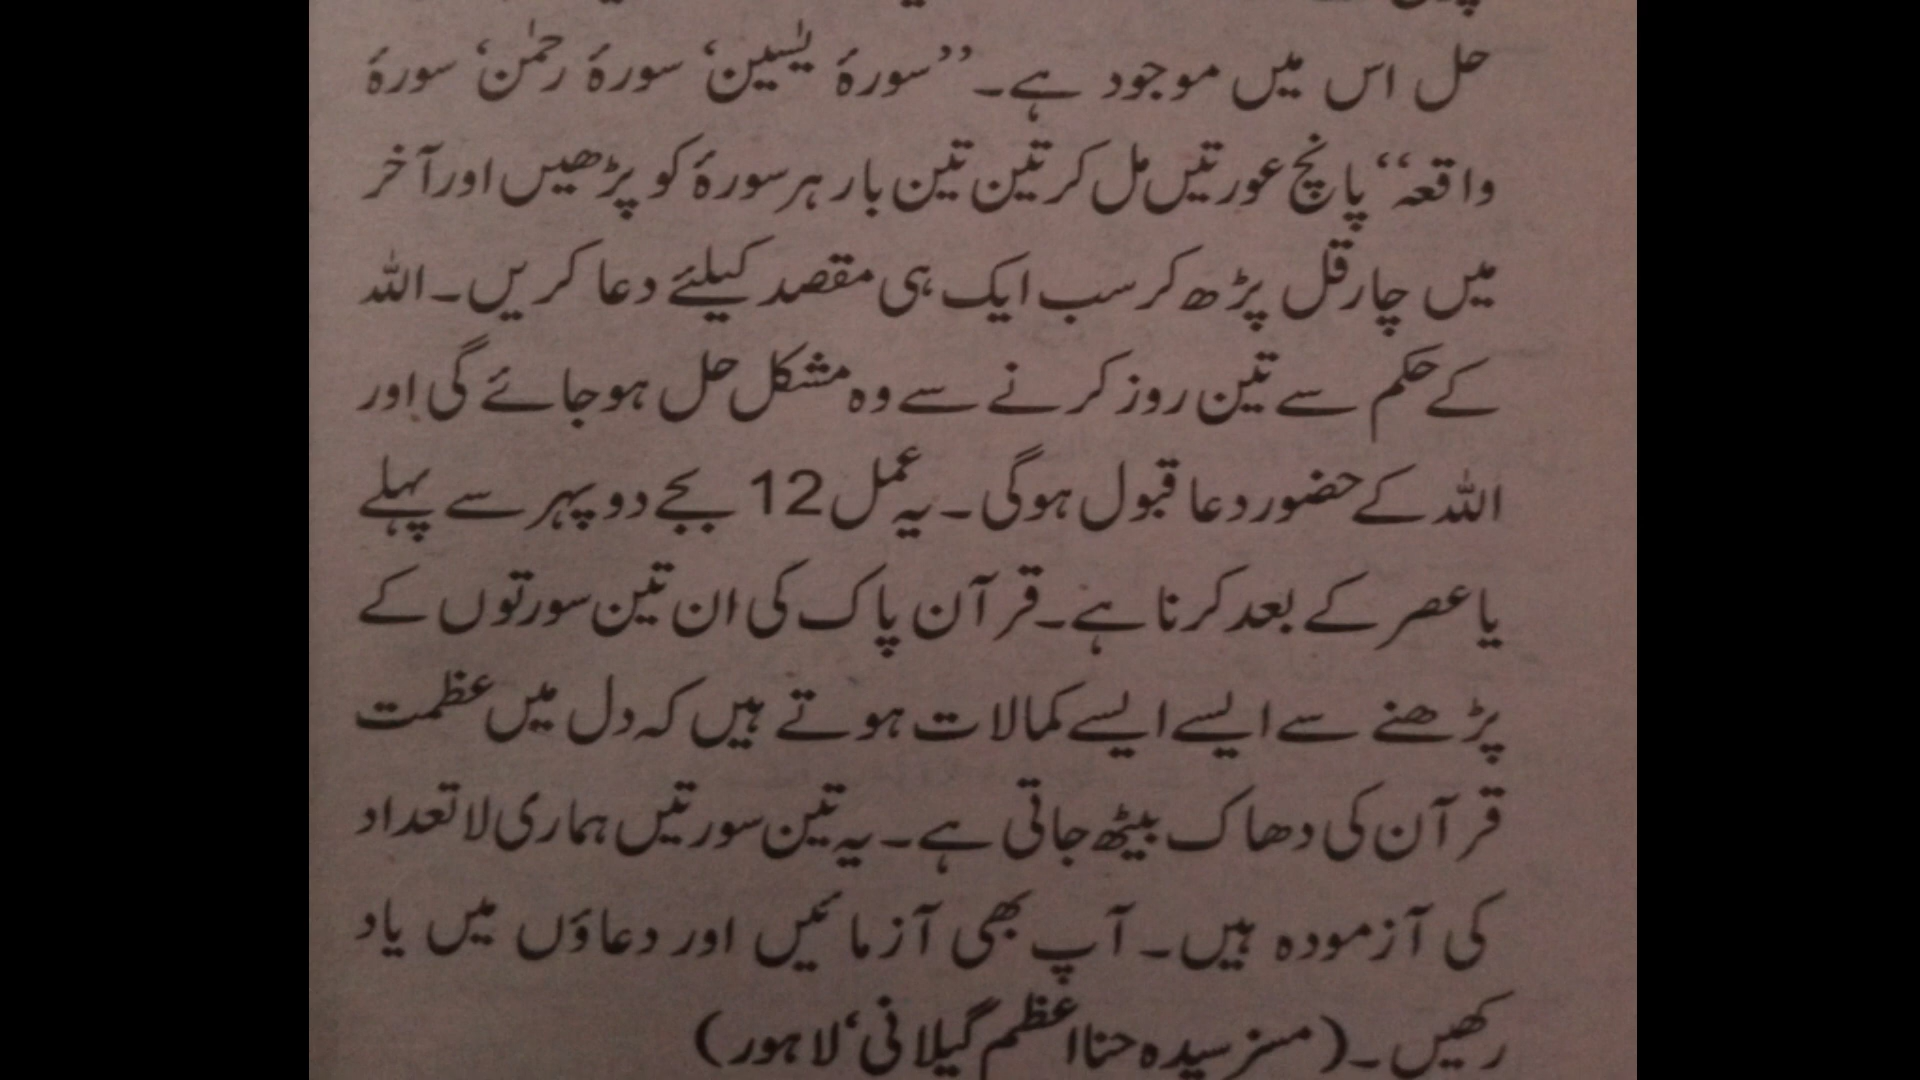 حل اس میں موجود ہے۔ ’’سورۂ یٰسین‘ سورۂ رحمٰن‘ سورۂ
واقعہ‘‘ پانچ عورتیں مل کر تین تین بار ہر سورۂ کو پڑھیں اور آخر
میں چار قل پڑھ کر سب ایک ہی مقصد کیلئے دعا کریں۔ اللہ
کے حکم سے تین روز کرنے سے وہ مشکل حل ہوجائے گی اور
اللہ کے حضور دعا قبول ہوگی۔ یہ عمل 12 بجے دوپہر سے پہلے
یا عصر کے بعد کرنا ہے۔ قرآن پاک کی ان تین سورتوں کے
پڑھنے سے ایسے ایسے کمالات ہوتے ہیں کہ دل میں عظمت
قرآن کی دھاک بیٹھ جاتی ہے۔ یہ تین سورتیں ہماری لاتعداد
کی آزمودہ ہیں۔ آپ بھی آزمائیں اور دعاؤں میں یاد
رکھیں۔ (مسز سیدہ حنا اعظم گیلانی‘ لاہور)